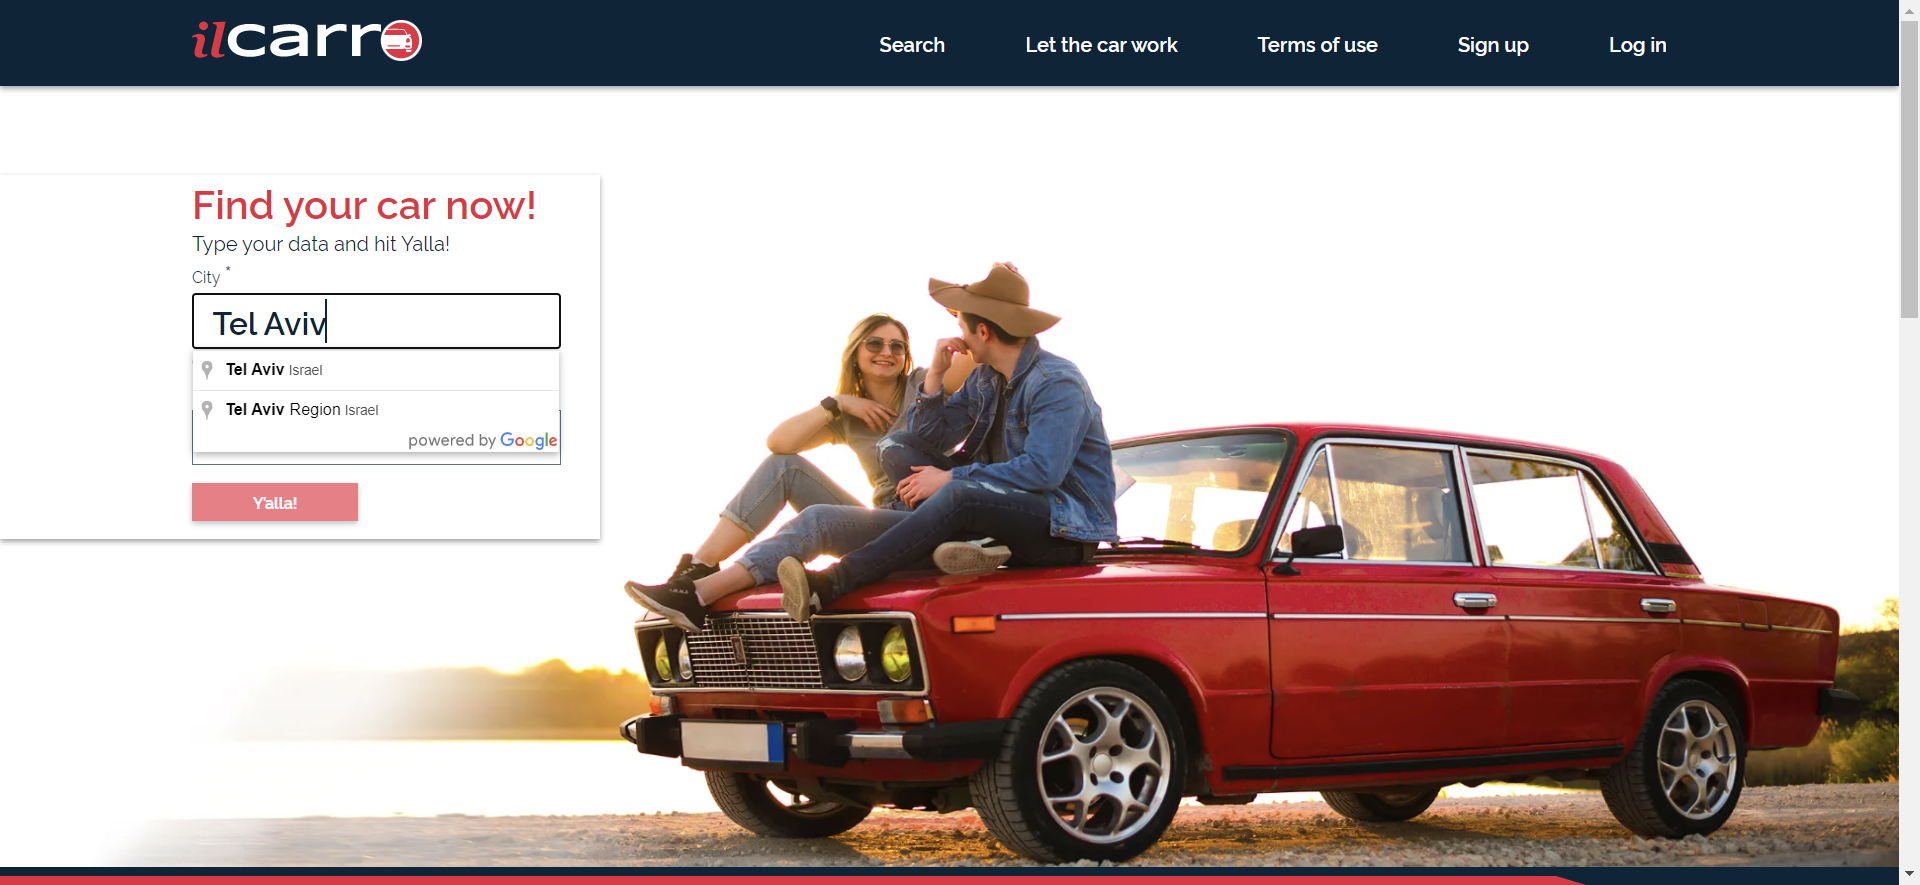 ilcarro
Search
Let the car work
Terms of use
Sign up
Log in
Find your car now!
Type your data and hit Yalla!
City *
Tel Aviv
Tel Aviv Israel
Tel Aviv Region Israel
powered by Google
Y'alla!